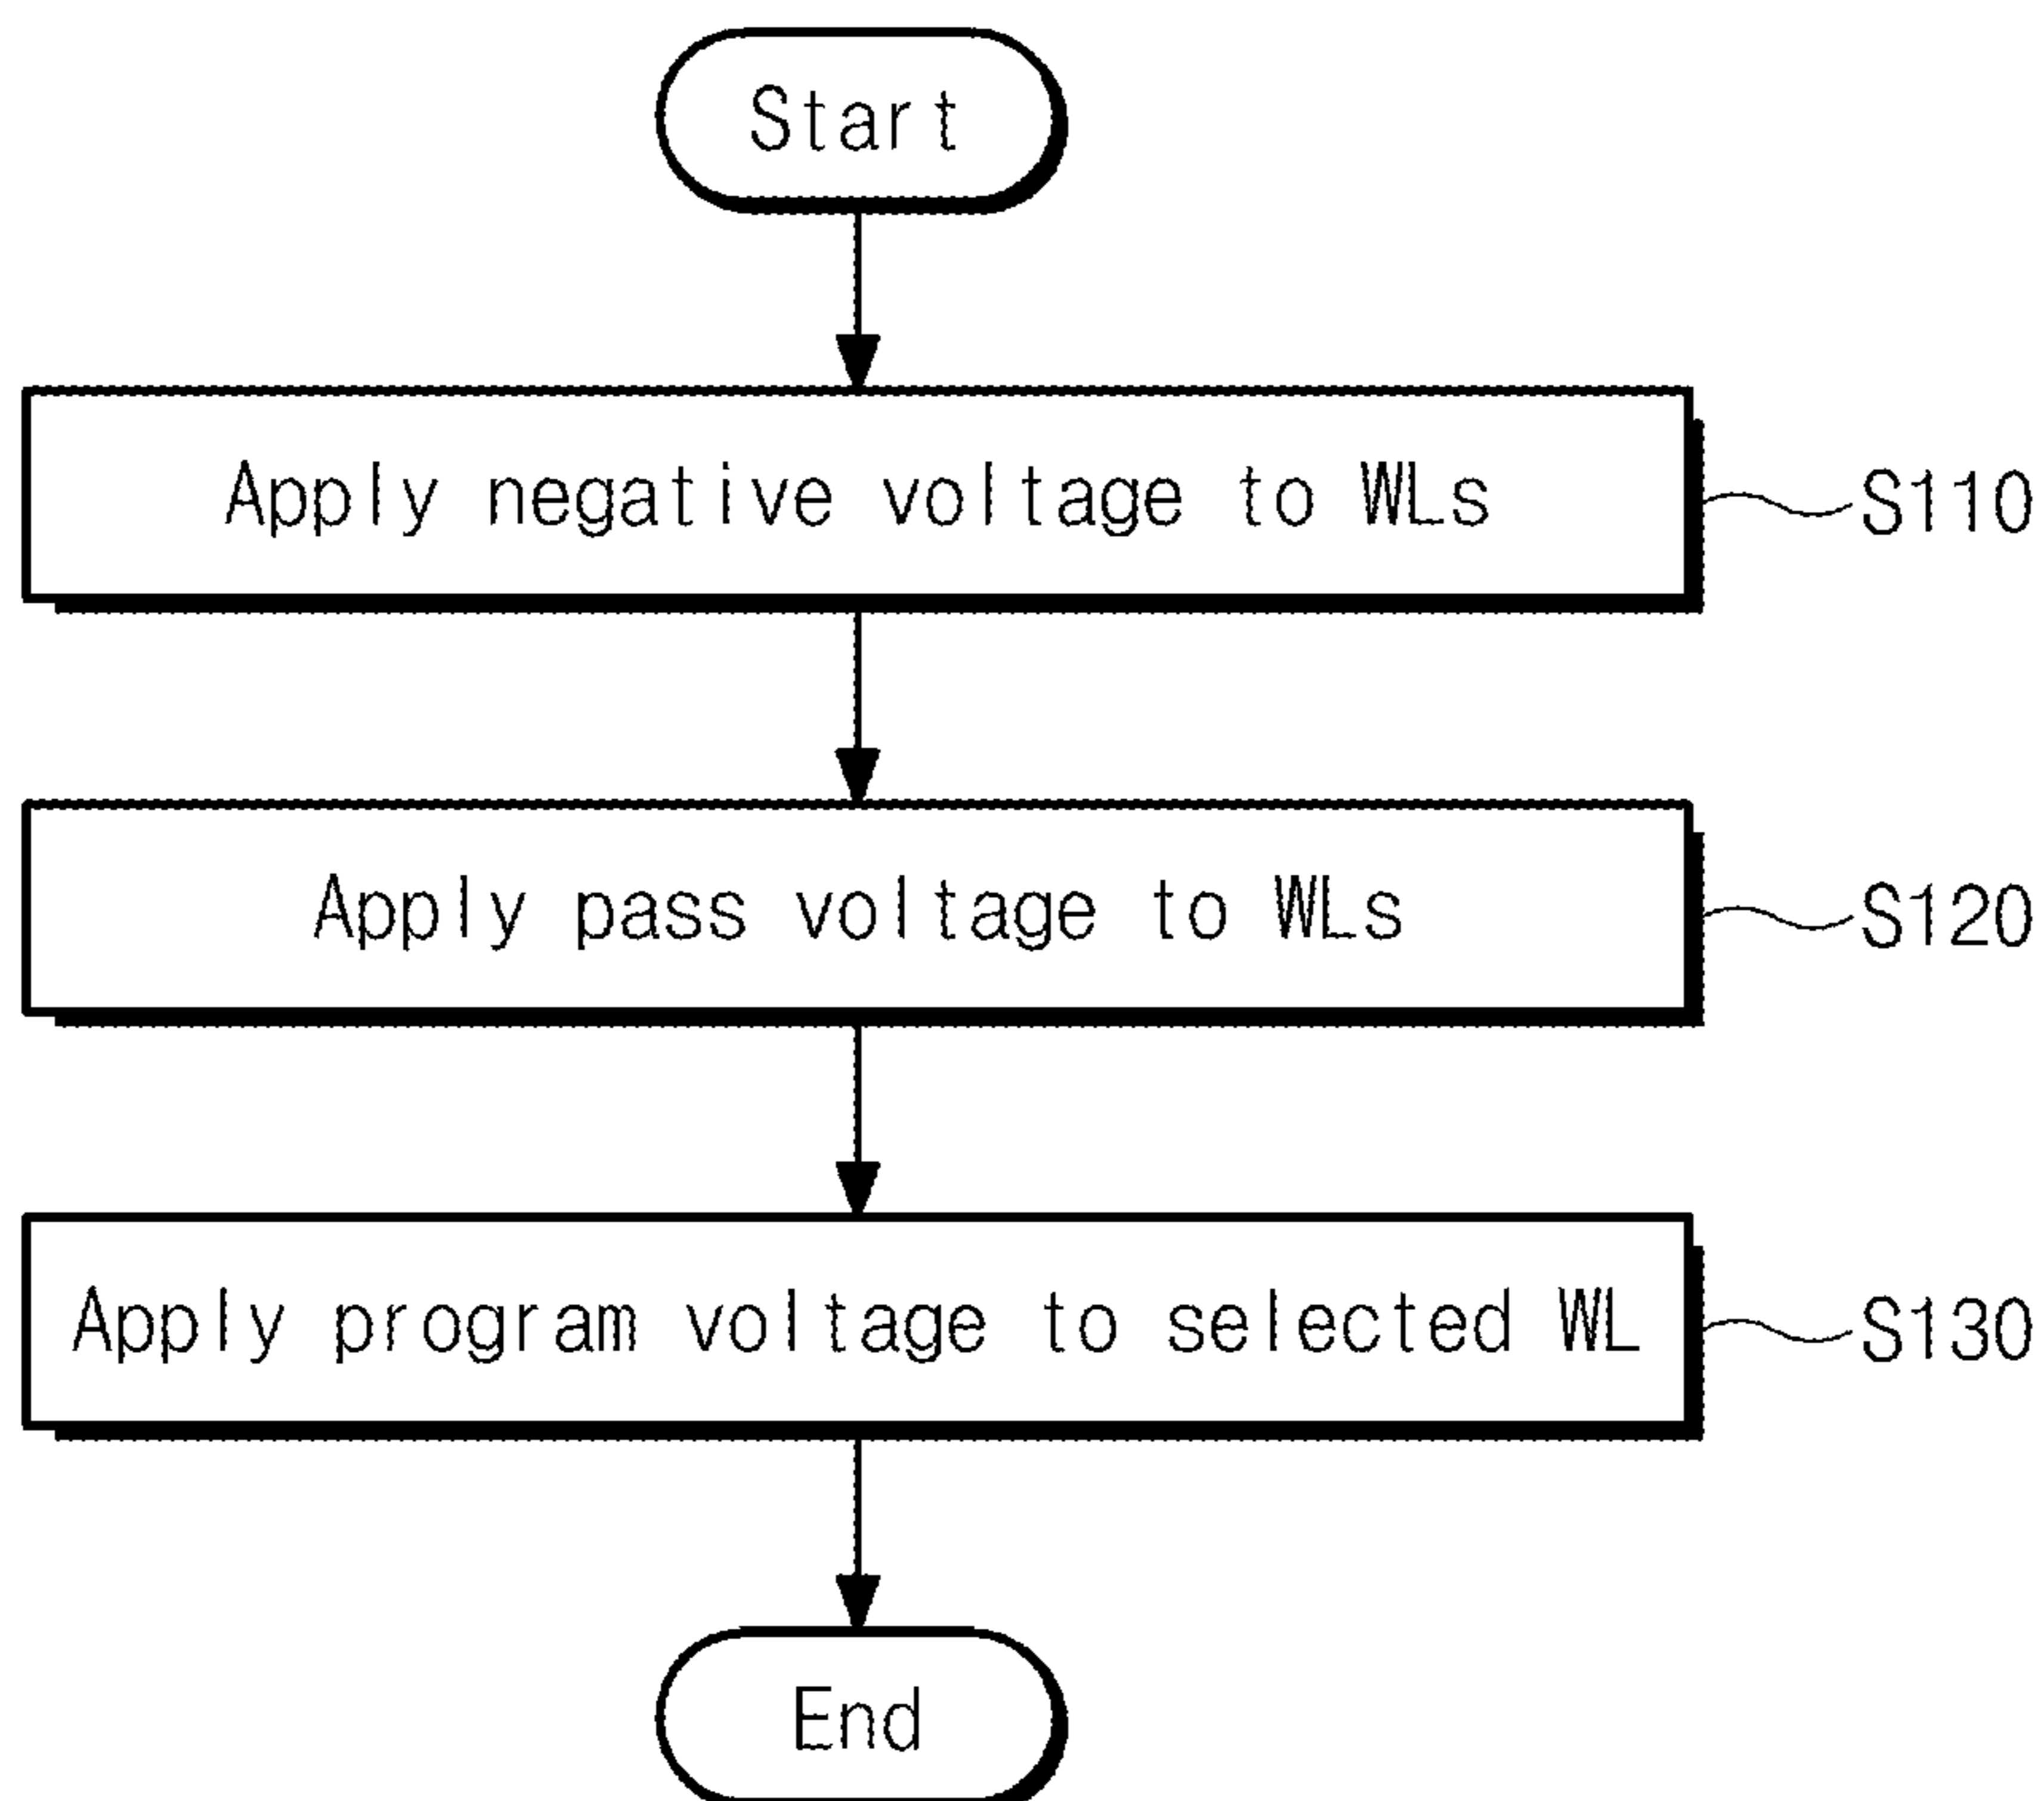 Start
Apply negative voltage to WLs
S110
Apply pass voltage to WLs
S120
Apply program voltage to selected WL
S130
End